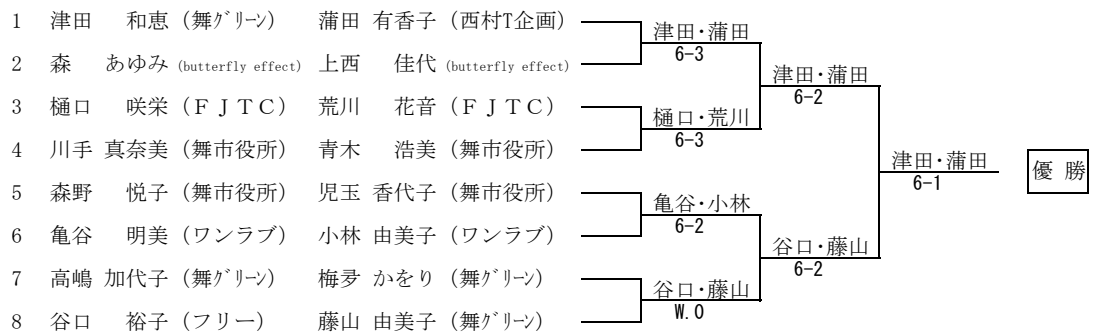 1 津田 和恵 (舞グリーン) 蒲田 有香子 (西村T企画)
津田・蒲田
6-3
2 森 あゆみ (butterfly effect) 上西 佳代 (butterfly effect)
津田・蒲田
6-2
3 樋口 咲栄 (ＦＪＴＣ) 荒川 花音 (ＦＪＴＣ)
樋口・荒川
6-3
4 川手 真奈美 (舞市役所) 青木 浩美 (舞市役所)
津田・蒲田
6-1
優 勝
5 森野 悦子 (舞市役所) 児玉 香代子 (舞市役所)
亀谷・小林
6-2
6 亀谷 明美 (ワンラブ) 小林 由美子 (ワンラブ)
谷口・藤山
6-2
7 高嶋 加代子 (舞グリーン) 梅夛 かをり (舞グリーン)
谷口・藤山
W.O
8 谷口 裕子 (フリー) 藤山 由美子 (舞グリーン)